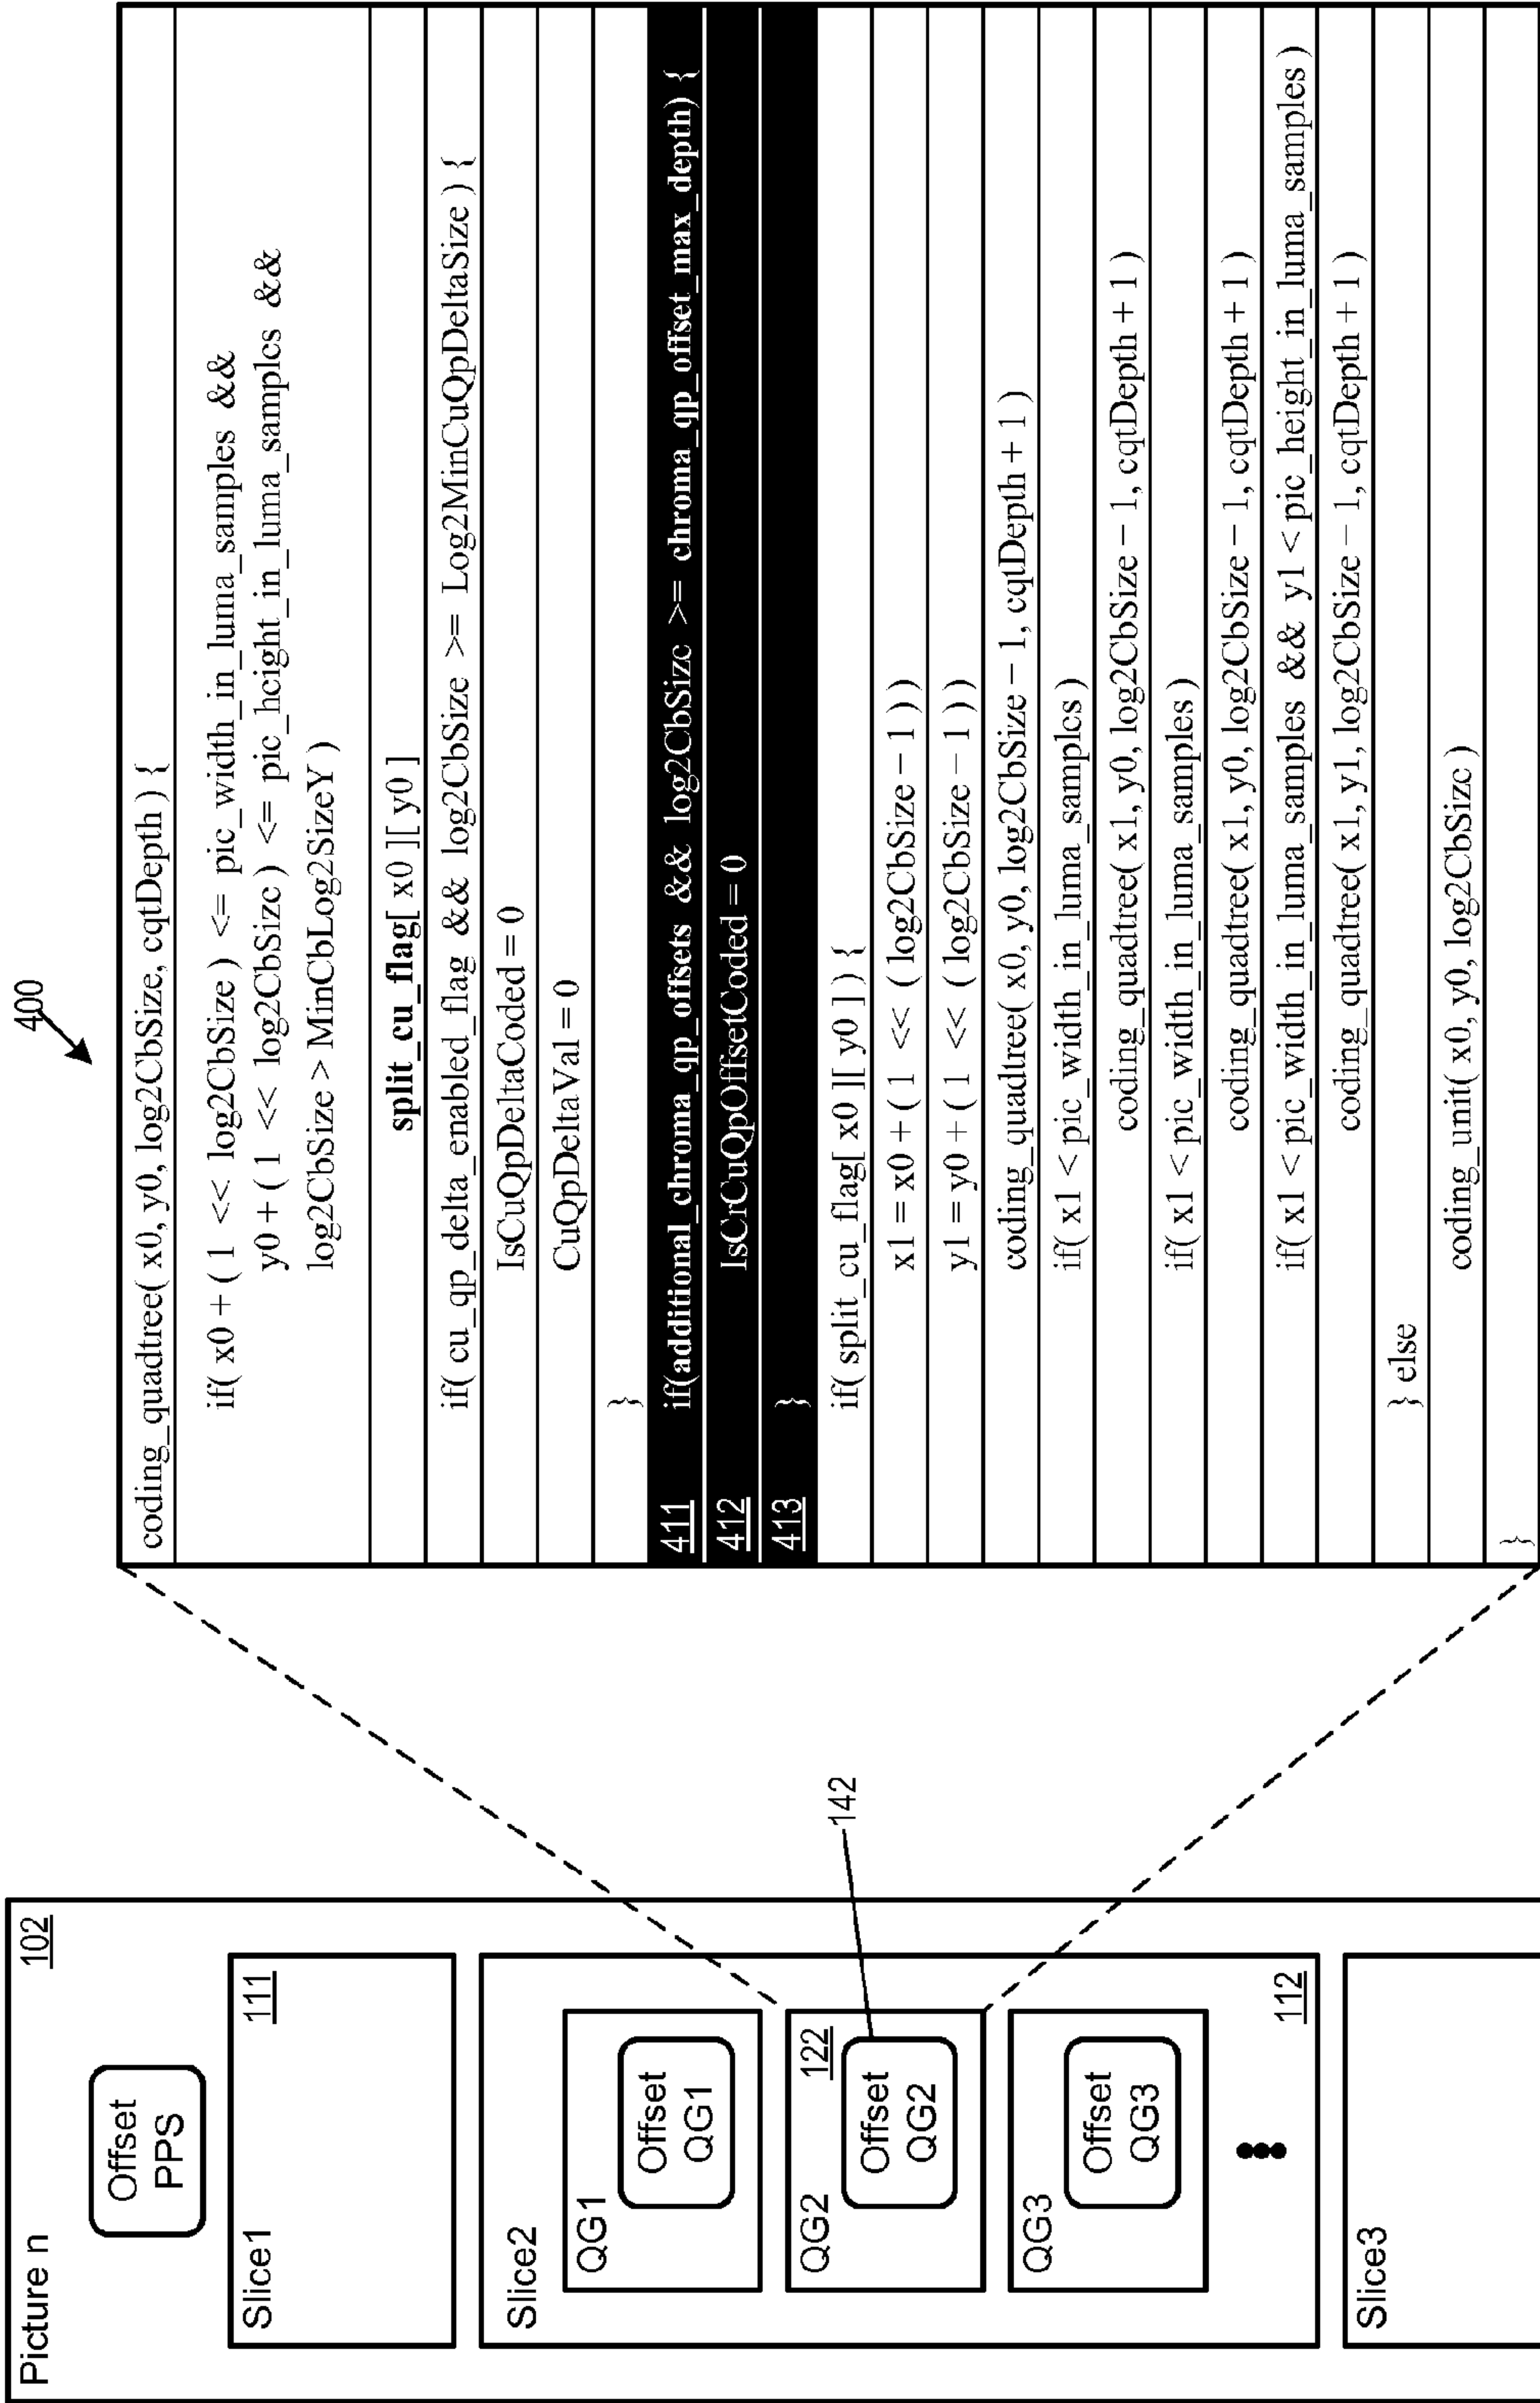 400
Picture n
102
Offset
PPS
Slice1
111
Slice2
QG1
Offset
QG1
QG2
122
Offset
QG2
142
QG3
Offset
QG3
112
Slice3
coding_quadtree( x0, y0, log2CbSize, cqtDepth ) {
if( x0 + ( 1 << log2CbSize ) <= pic_width_in_luma_samples &&
y0 + ( 1 << log2CbSize ) <= pic_height_in_luma_samples &&
log2CbSize > MinCbLog2SizeY )
split_cu_flag[ x0 ][ y0 ]
if( cu_qp_delta_enabled_flag && log2CbSize >= Log2MinCuQpDeltaSize ) {
IsCuQpDeltaCoded = 0
CuQpDeltaVal = 0
}
411 if(additional_chroma_qp_offsets && log2CbSize >= chroma_qp_offset_max_depth) {
412 IsCrCuQpOffsetCoded = 0
413 }
if( split_cu_flag[ x0 ][ y0 ] ) {
x1 = x0 + ( 1 << ( log2CbSize − 1 ))
y1 = y0 + ( 1 << ( log2CbSize − 1 ))
coding_quadtree( x0, y0, log2CbSize − 1, cqtDepth + 1 )
if( x1 < pic_width_in_luma_samples )
coding_quadtree( x1, y0, log2CbSize − 1, cqtDepth + 1 )
if( x1 < pic_width_in_luma_samples )
coding_quadtree( x1, y0, log2CbSize − 1, cqtDepth + 1 )
if( x1 < pic_width_in_luma_samples && y1 < pic_height_in_luma_samples )
coding_quadtree( x1, y1, log2CbSize − 1, cqtDepth + 1 )
} else
coding_unit( x0, y0, log2CbSize )
}